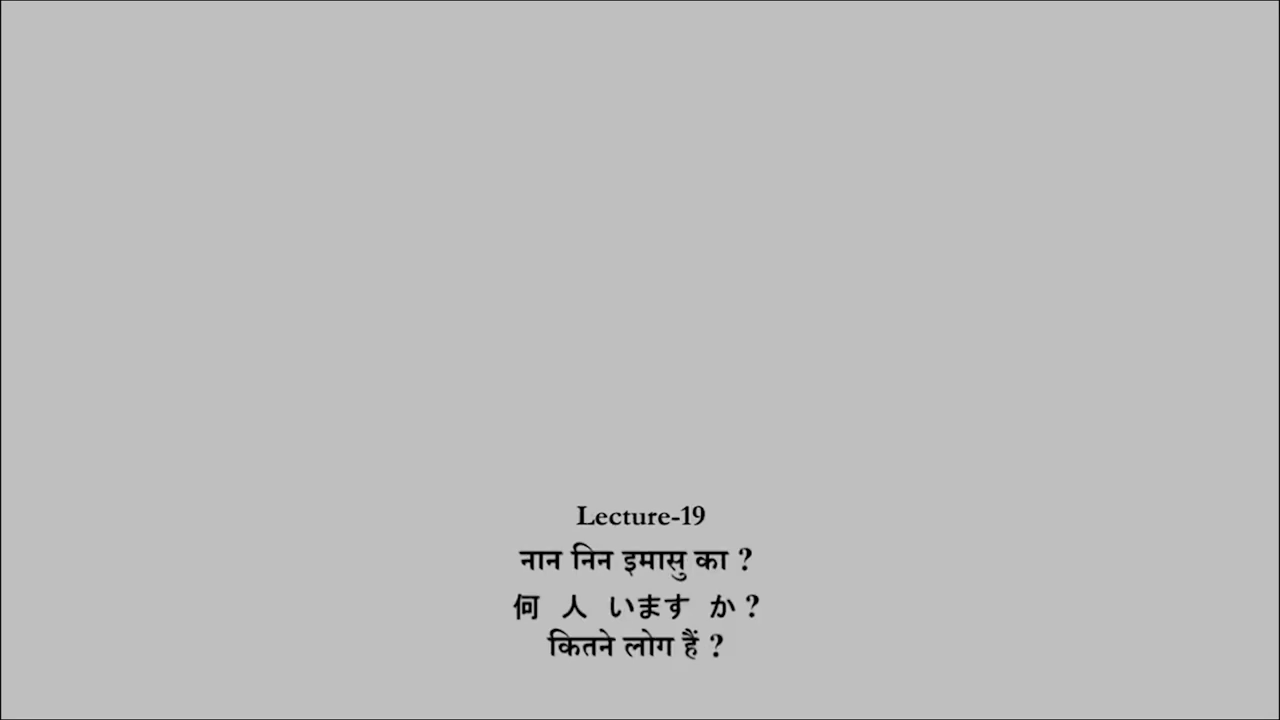 Lecture-19
नान निन इमासु का ?
何 人 います か ?
कितने लोग हैं ?